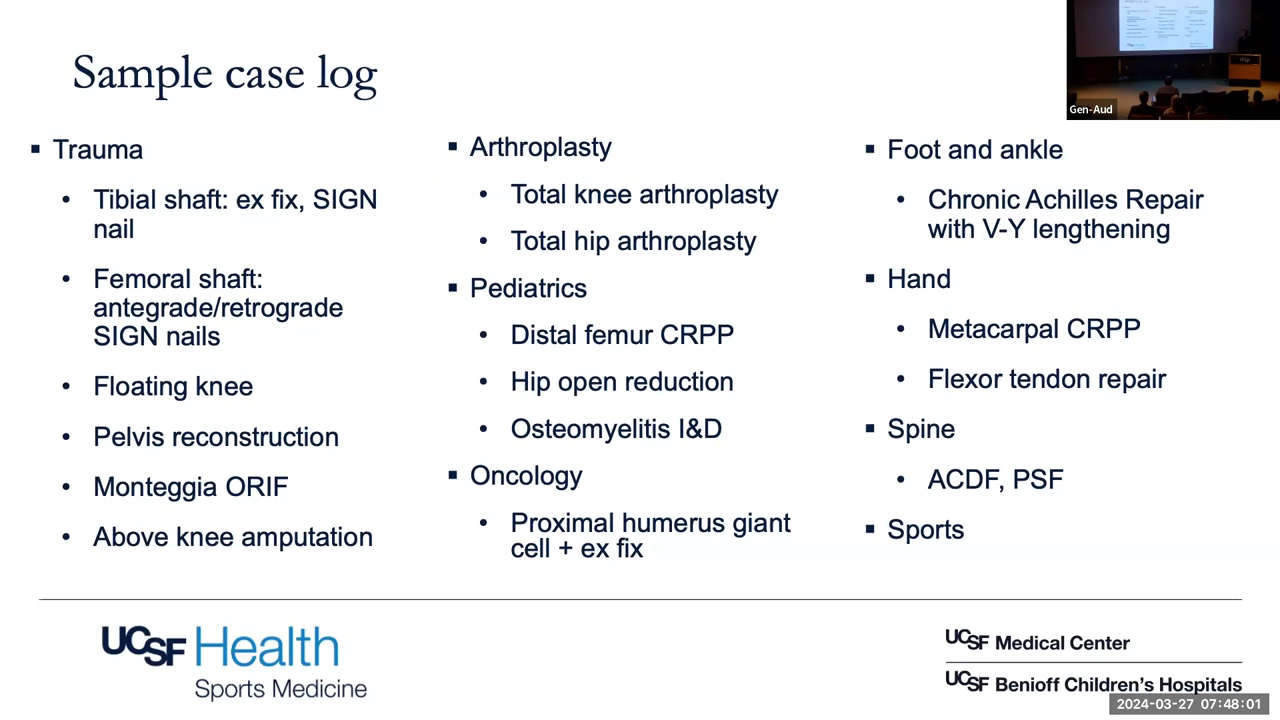 Sample case log
Gen-Aud
▪ Trauma
• Tibial shaft: ex fix, SIGN
nail
• Femoral shaft:
antegrade/retrograde
SIGN nails
• Floating knee
• Pelvis reconstruction
• Monteggia ORIF
• Above knee amputation
▪ Arthroplasty
• Total knee arthroplasty
• Total hip arthroplasty
▪ Pediatrics
• Distal femur CRPP
• Hip open reduction
• Osteomyelitis I&D
▪ Oncology
• Proximal humerus giant
cell + ex fix
▪ Foot and ankle
• Chronic Achilles Repair
with V-Y lengthening
▪ Hand
• Metacarpal CRPP
• Flexor tendon repair
▪ Spine
• ACDF, PSF
▪ Sports
UCSF Health
Sports Medicine
UCSF Medical Center
UCSF Benioff Children's Hospitals
2024-03-27 07:48:01